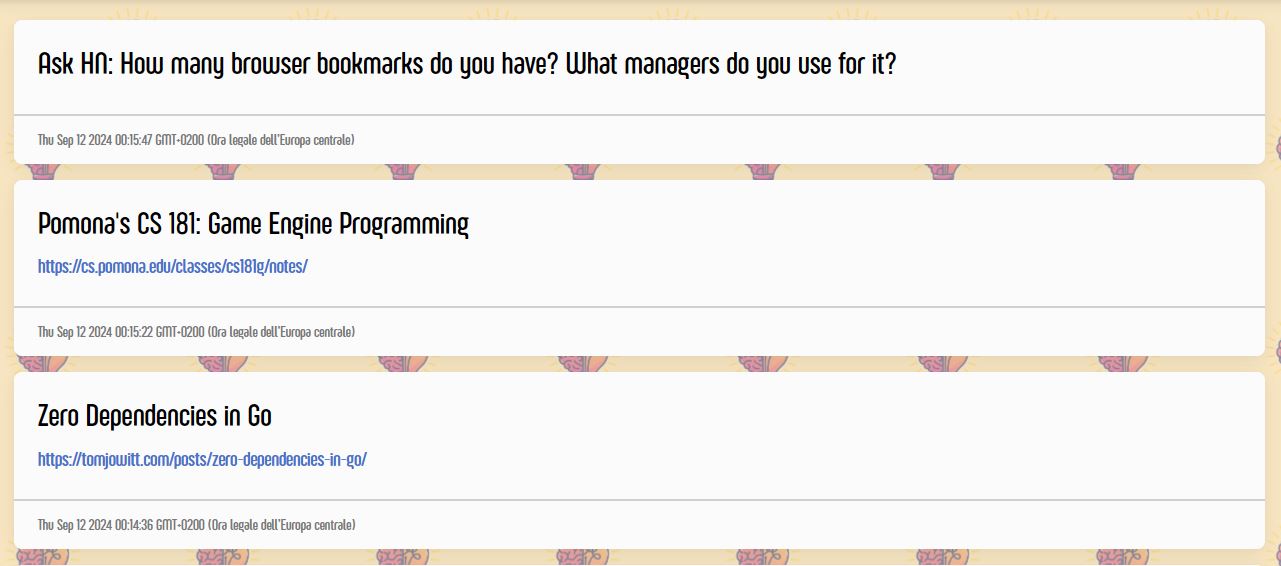 Ask HN: How many browser bookmarks do you have? What managers do you use for it?
Thu Sep 12 2024 00:15:47 GMT+0200 (Ora legale dell'Europa centrale)
Pomona's CS 181: Game Engine Programming
https://cs.pomona.edu/classes/cs181g/notes/
Thu Sep 12 2024 00:15:22 GMT+0200 (Ora legale dell'Europa centrale)
Zero Dependencies in Go
https://tomjowitt.com/posts/zero-dependencies-in-go/
Thu Sep 12 2024 00:14:36 GMT+0200 (Ora legale dell'Europa centrale)